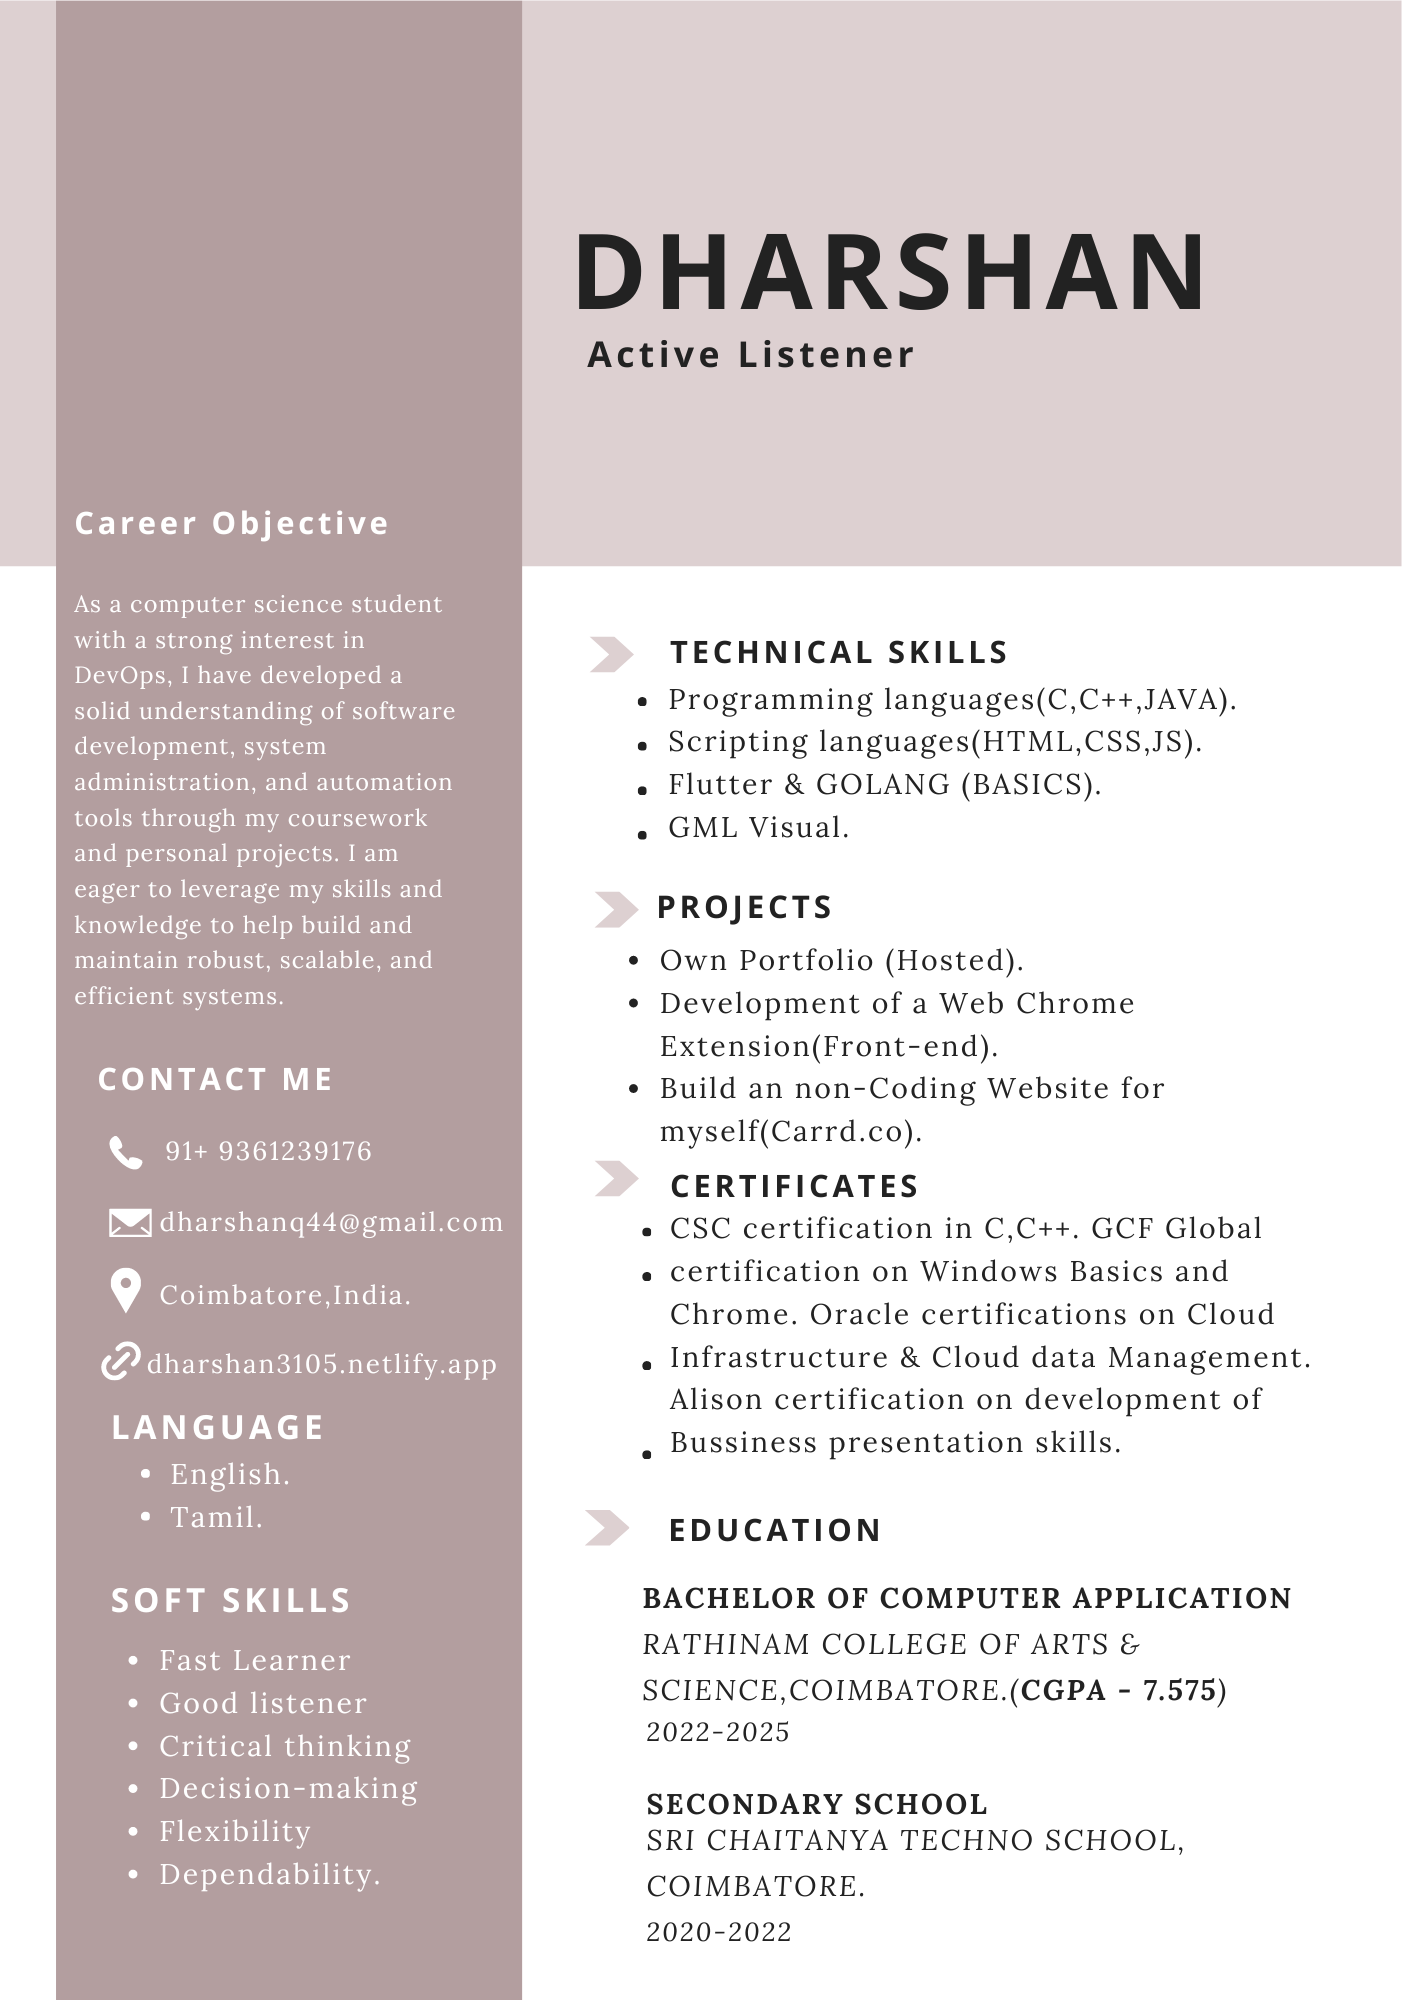 DHARSHAN
Active Listener
Career Objective
As a computer science student
with a strong interest in
DevOps, I have developed a
solid understanding of software
development, system
administration, and automation
tools through my coursework
and personal projects. I am
eager to leverage my skills and
knowledge to help build and
maintain robust, scalable, and
efficient systems.
CONTACT ME
91+ 9361239176
dharshanq44@gmail.com
Coimbatore,India.
dharshan3105.netlify.app
LANGUAGE
• English.
• Tamil.
SOFT SKILLS
• Fast Learner
• Good listener
• Critical thinking
• Decision-making
• Flexibility
• Dependability.
TECHNICAL SKILLS
• Programming languages(C,C++,JAVA).
• Scripting languages(HTML,CSS,JS).
• Flutter & GOLANG (BASICS).
• GML Visual.
PROJECTS
• Own Portfolio (Hosted).
• Development of a Web Chrome
Extension(Front-end).
• Build an non-Coding Website for
myself(Carrd.co).
CERTIFICATES
• CSC certification in C,C++. GCF Global
• certification on Windows Basics and
Chrome. Oracle certifications on Cloud
• Infrastructure & Cloud data Management.
Alison certification on development of
• Bussiness presentation skills.
EDUCATION
BACHELOR OF COMPUTER APPLICATION
RATHINAM COLLEGE OF ARTS &
SCIENCE,COIMBATORE.(CGPA - 7.575)
2022-2025
SECONDARY SCHOOL
SRI CHAITANYA TECHNO SCHOOL,
COIMBATORE.
2020-2022